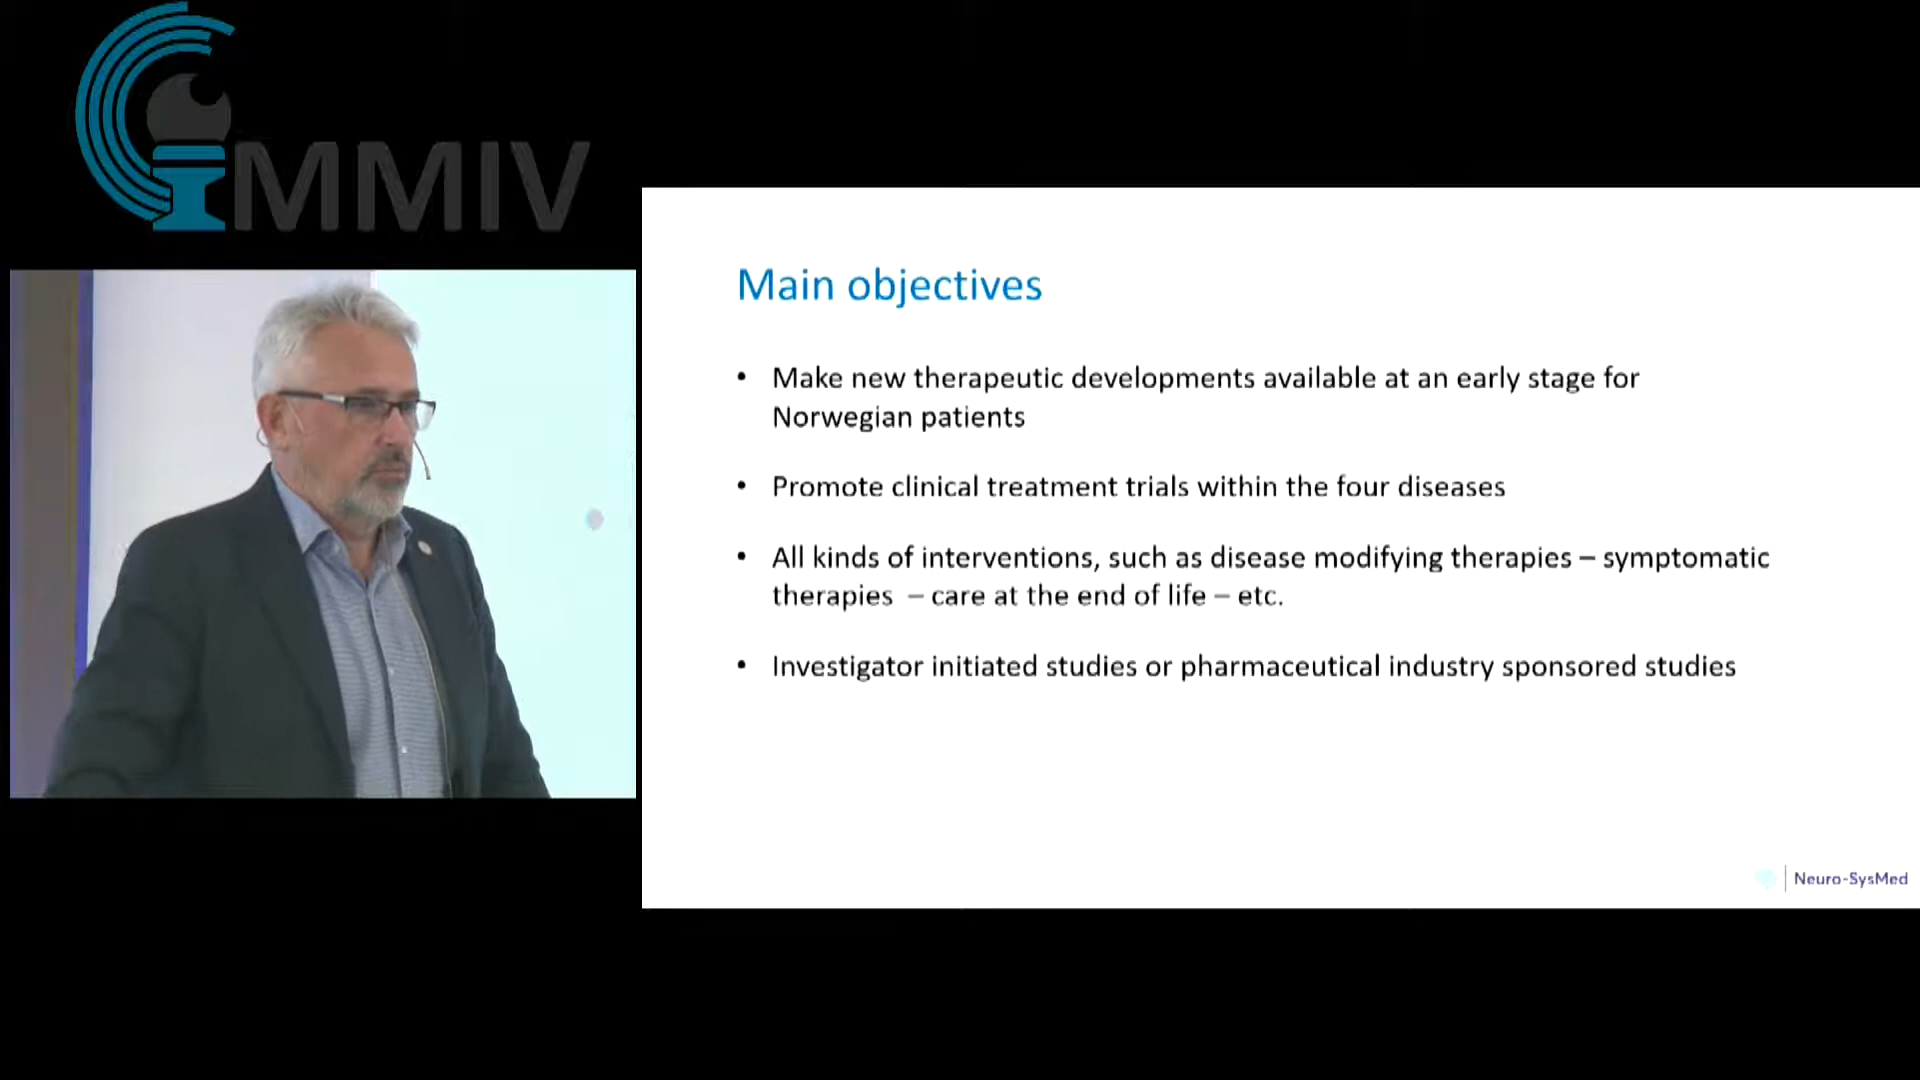 MMIV
Main objectives
• Make new therapeutic developments available at an early stage for
Norwegian patients
• Promote clinical treatment trials within the four diseases
• All kinds of interventions, such as disease modifying therapies – symptomatic
therapies – care at the end of life – etc.
• Investigator initiated studies or pharmaceutical industry sponsored studies
Neuro-SysMed